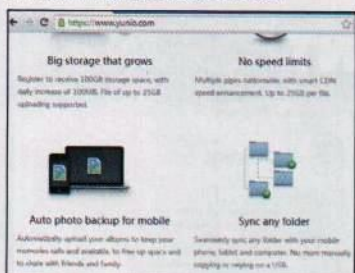 https://www.yunio.com
Big storage that grows
No speed limits
Register to receive 100GB storage space, with
daily increase of 100MB. File of up to 25GB
uploading supported.
Multiple pipes nationwide, with smart CDN
speed enhancement. Up to 25GB per file.
Auto photo backup for mobile
Sync any folder
Automatically upload your albums to keep your
memories safe and available, to free up space and
to share with friends and family.
Seamlessly sync any folder with your mobile
phone, tablet and computer. No more manually
copying or relying on a USB.